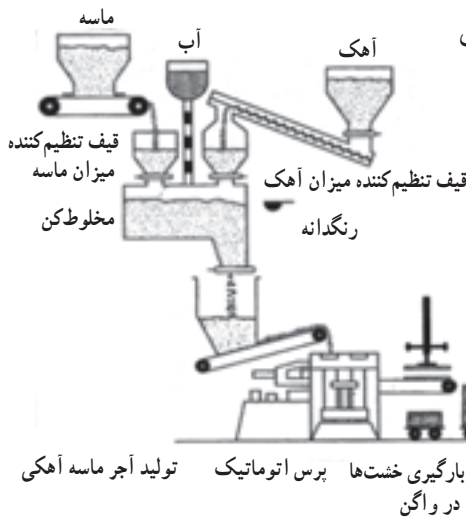 ماسه
آب
آهک
قیف تنظیم‌کننده
میزان ماسه
قیف تنظیم‌کننده میزان آهک
مخلوط‌کن
رنگدانه
بارگیری خشت‌ها
در واگن
پرس اتوماتیک
تولید آجر ماسه آهکی